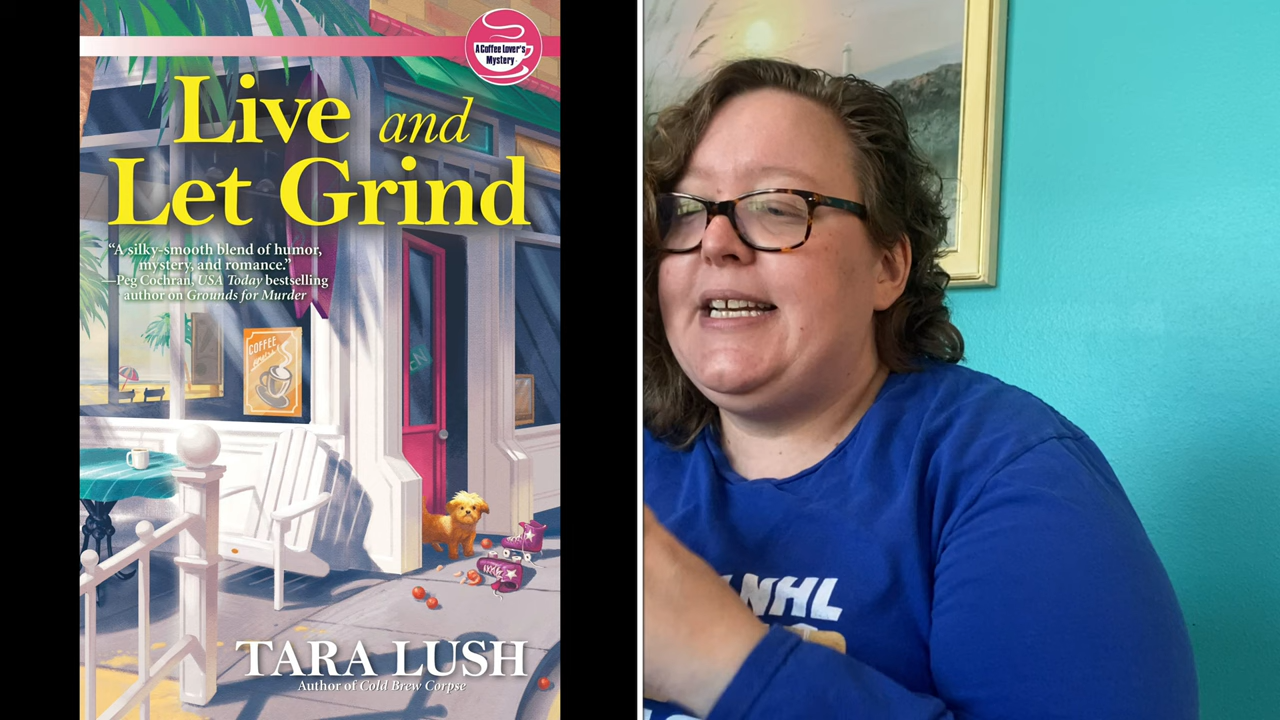 A Coffee Lover's
Mystery
Live and
Let Grind
"A silky-smooth blend of humor,
mystery, and romance."
—Peg Cochran, USA Today bestselling
author on Grounds for Murder
COFFEE
TARA LUSH
Author of Cold Brew Corpse
NHL